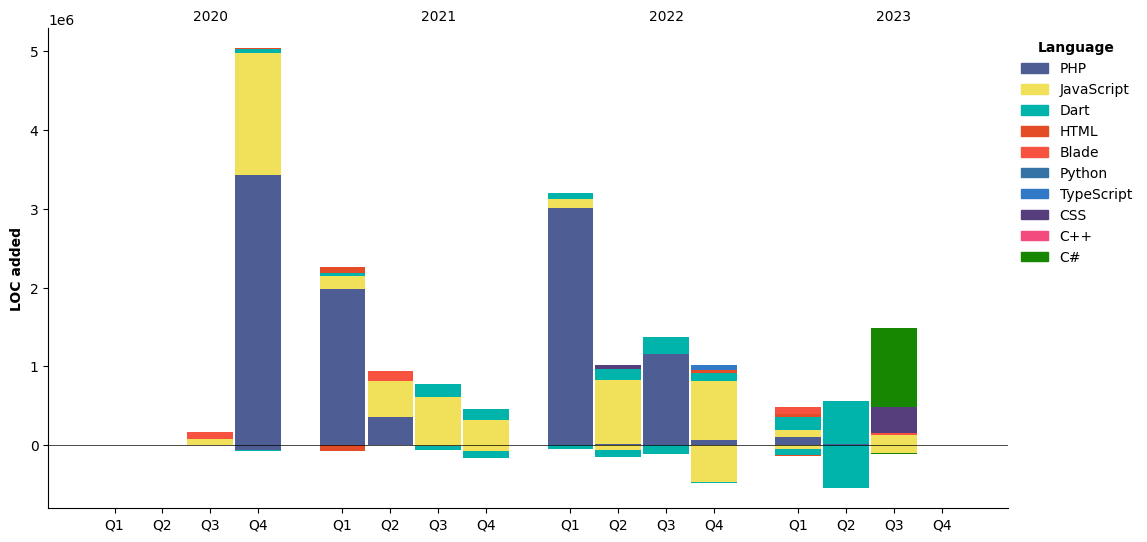 2020 2021 2022 2023
1e6
5
4
3
2
1
0
LOC added
Q1 Q2 Q3 Q4 Q1 Q2 Q3 Q4 Q1 Q2 Q3 Q4 Q1 Q2 Q3 Q4
Language
PHP
JavaScript
Dart
HTML
Blade
Python
TypeScript
CSS
C++
C#